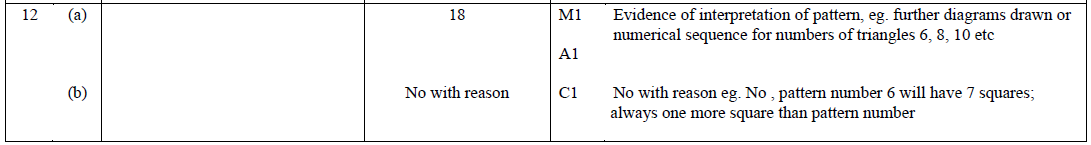 12 (a) 18 M1 Evidence of interpretation of pattern, eg. further diagrams drawn or
numerical sequence for numbers of triangles 6, 8, 10 etc
A1
(b) No with reason C1 No with reason eg. No , pattern number 6 will have 7 squares;
always one more square than pattern number